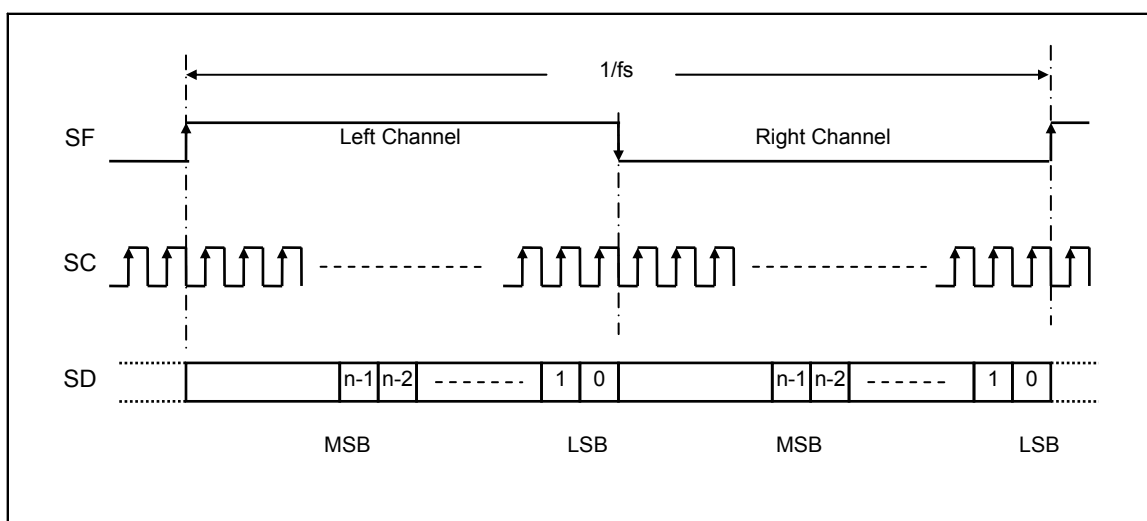 1/fs
SF Left Channel Right Channel
SC
SD n-1 n-2 1 0 n-1 n-2 1 0
MSB LSB MSB LSB